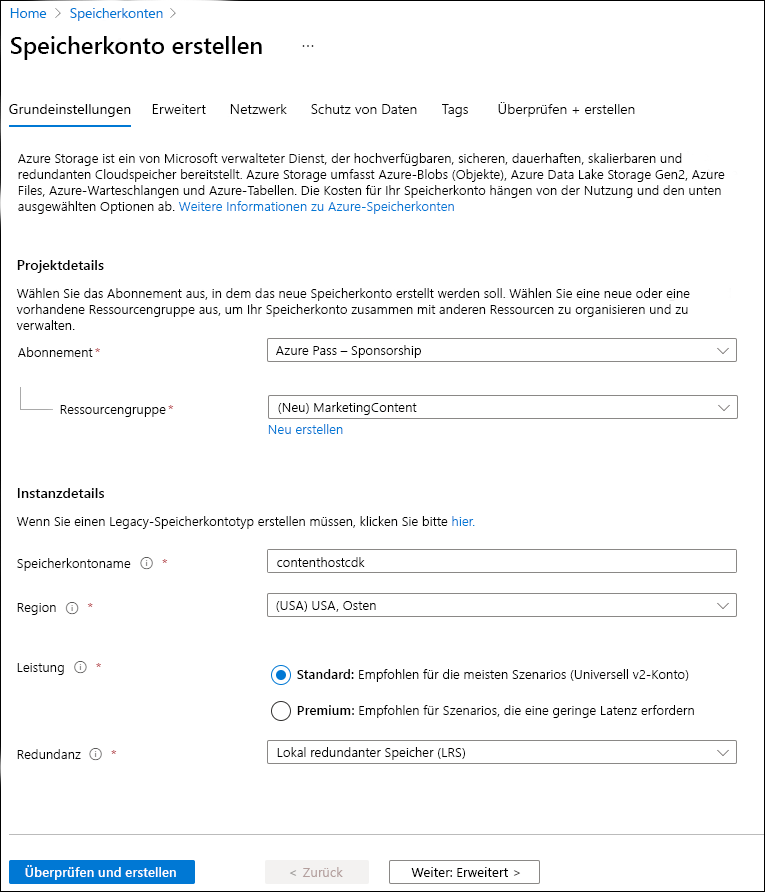 Home > Speicherkonten >
Speicherkonto erstellen ...
Grundeinstellungen Erweitert Netzwerk Schutz von Daten Tags Überprüfen + erstellen
Azure Storage ist ein von Microsoft verwalteter Dienst, der hochverfügbaren, sicheren, dauerhaften, skalierbaren und
redundanten Cloudspeicher bereitstellt. Azure Storage umfasst Azure-Blobs (Objekte), Azure Data Lake Storage Gen2, Azure
Files, Azure-Warteschlangen und Azure-Tabellen. Die Kosten für Ihr Speicherkonto hängen von der Nutzung und den unten
ausgewählten Optionen ab. Weitere Informationen zu Azure-Speicherkonten
Projektdetails
Wählen Sie das Abonnement aus, in dem das neue Speicherkonto erstellt werden soll. Wählen Sie eine neue oder eine
vorhandene Ressourcengruppe aus, um Ihr Speicherkonto zusammen mit anderen Ressourcen zu organisieren und zu
verwalten.
Abonnement * Azure Pass – Sponsorship
Ressourcengruppe * (Neu) MarketingContent
Neu erstellen
Instanzdetails
Wenn Sie einen Legacy-Speicherkontotyp erstellen müssen, klicken Sie bitte hier.
Speicherkontoname * contenthostcdk
Region * (USA) USA, Osten
Leistung *
Standard: Empfohlen für die meisten Szenarios (Universell v2-Konto)
Premium: Empfohlen für Szenarios, die eine geringe Latenz erfordern
Redundanz * Lokal redundanter Speicher (LRS)
Überprüfen und erstellen < Zurück Weiter: Erweitert >